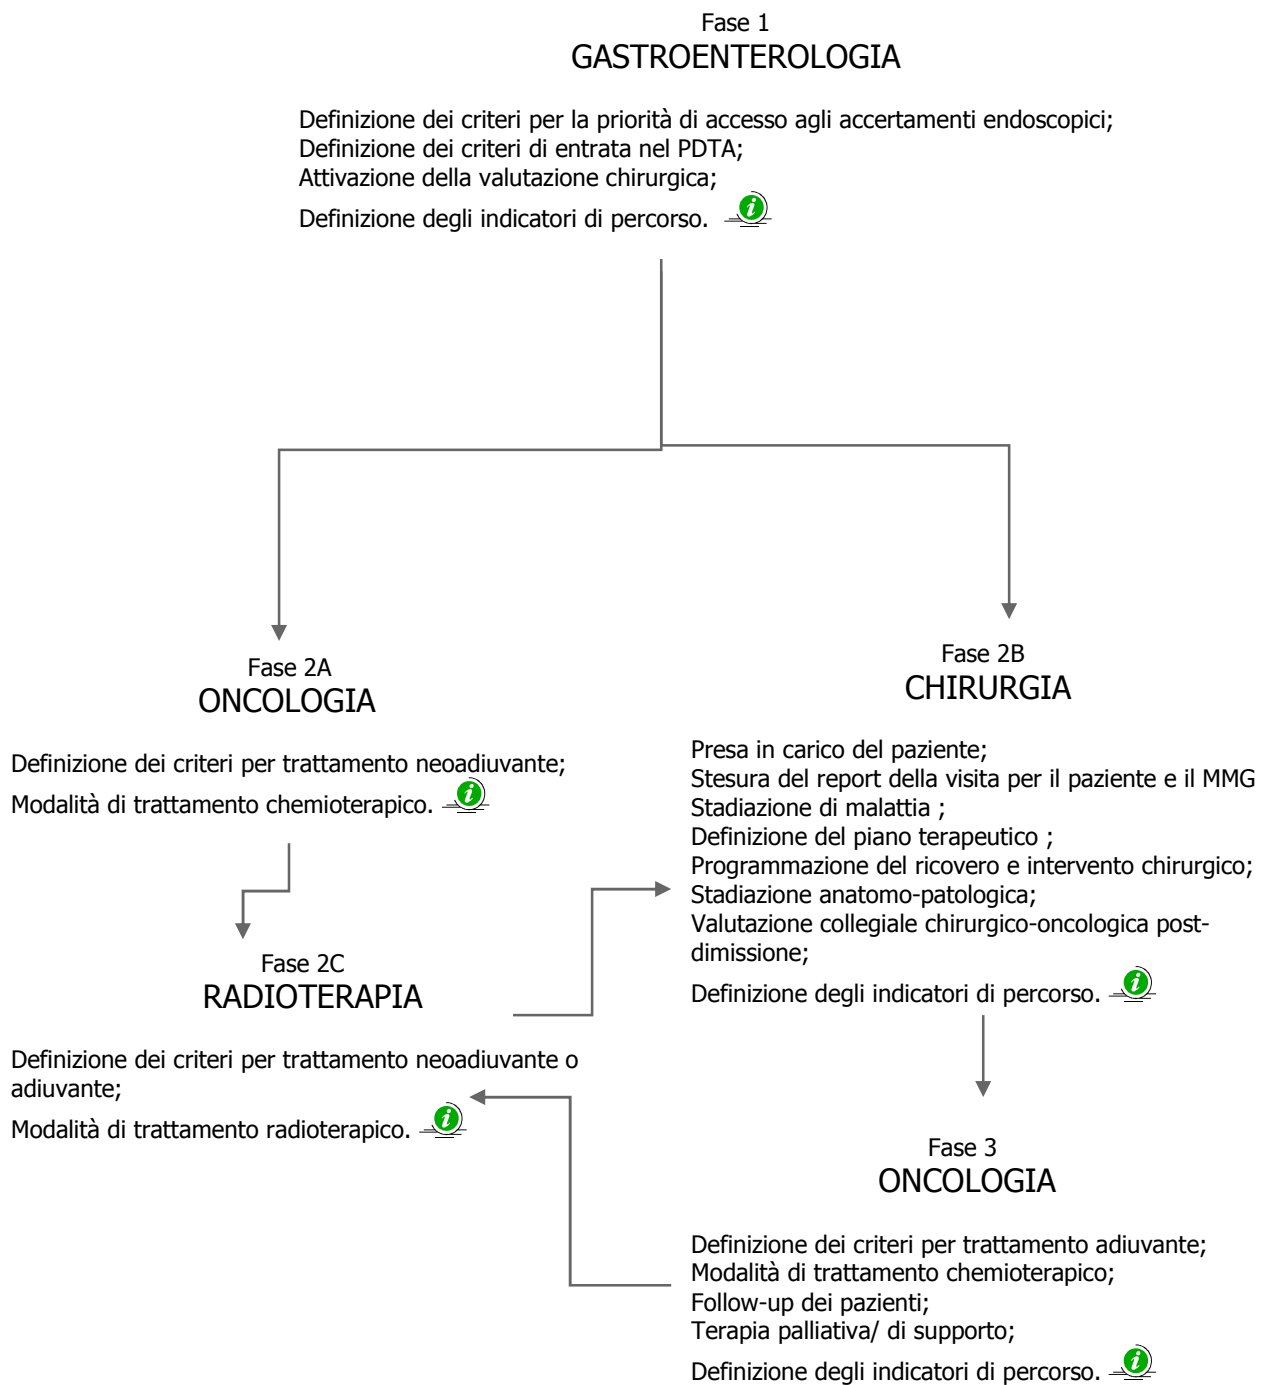 Fase 1
GASTROENTEROLOGIA
Definizione dei criteri per la priorità di accesso agli accertamenti endoscopici;
Definizione dei criteri di entrata nel PDTA;
Attivazione della valutazione chirurgica;
Definizione degli indicatori di percorso.
i
Fase 2A
ONCOLOGIA
Definizione dei criteri per trattamento neoadiuvante;
Modalità di trattamento chemioterapico.
i
Fase 2B
CHIRURGIA
Presa in carico del paziente;
Stesura del report della visita per il paziente e il MMG
Stadiazione di malattia ;
Definizione del piano terapeutico ;
Programmazione del ricovero e intervento chirurgico;
Stadiazione anatomo-patologica;
Valutazione collegiale chirurgico-oncologica post-
dimissione;
Definizione degli indicatori di percorso.
i
Fase 2C
RADIOTERAPIA
Definizione dei criteri per trattamento neoadiuvante o
adiuvante;
Modalità di trattamento radioterapico.
i
Fase 3
ONCOLOGIA
Definizione dei criteri per trattamento adiuvante;
Modalità di trattamento chemioterapico;
Follow-up dei pazienti;
Terapia palliativa/ di supporto;
Definizione degli indicatori di percorso.
i